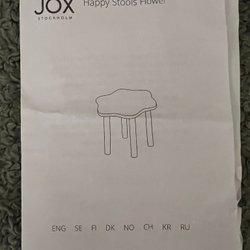 JOX
STOCKHOLM
Happy Stools Flower
ENG SE FI DK NO CH KR RU